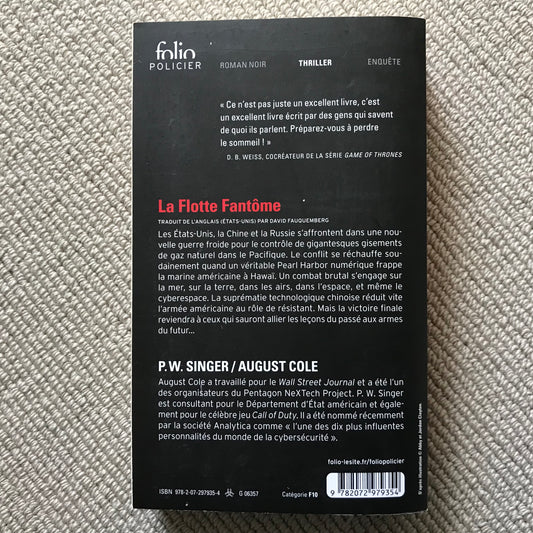 folio
POLICIER
ROMAN NOIR THRILLER ENQUÊTE
« Ce n'est pas juste un excellent livre, c'est
un excellent livre écrit par des gens qui savent
de quoi ils parlent. Préparez-vous à perdre
le sommeil ! »
D. B. WEISS, COCRÉATEUR DE LA SÉRIE GAME OF THRONES
La Flotte Fantôme
TRADUIT DE L'ANGLAIS (ÉTATS-UNIS) PAR DAVID FAUQUEMBERG
Les États-Unis, la Chine et la Russie s'affrontent dans une nou-
velle guerre froide pour le contrôle de gigantesques gisements
de gaz naturel dans le Pacifique. Le conflit se réchauffe sou-
dainement quand un véritable Pearl Harbor numérique frappe
la marine américaine à Hawaï. Un combat brutal s'engage sur
la mer, sur la terre, dans les airs, dans l'espace, et même le
cyberespace. La suprématie technologique chinoise réduit vite
l'armée américaine au rôle de résistant. Mais la victoire finale
reviendra à ceux qui sauront allier les leçons du passé aux armes
du futur...
P. W. SINGER / AUGUST COLE
August Cole a travaillé pour le Wall Street Journal et a été l'un
des organisateurs du Pentagon NeXTech Project. P. W. Singer
est consultant pour le Département d'État américain et égale-
ment pour le célèbre jeu Call of Duty. Il a été nommé récemment
par la société Analytica comme « l'une des dix plus influentes
personnalités du monde de la cybersécurité ».
folio-lesite.fr/foliopolicier
ISBN 978-2-07-297935-4 G 06357 Catégorie F10
9 782072 979354